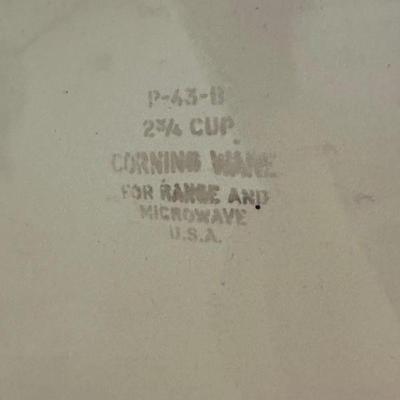 P-43-B
2¾ CUP
CORNING WARE
FOR RANGE AND
MICROWAVE
U.S.A.